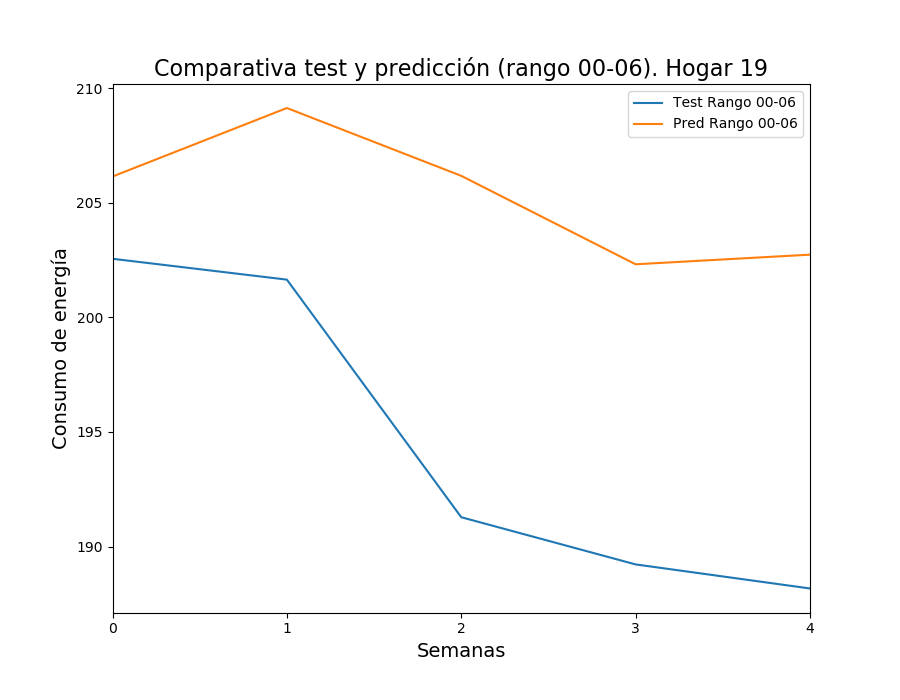 Comparativa test y predicción (rango 00-06). Hogar 19
Test Rango 00-06
Pred Rango 00-06
210
205
200
195
190
Consumo de energía
0 1 2 3 4
Semanas